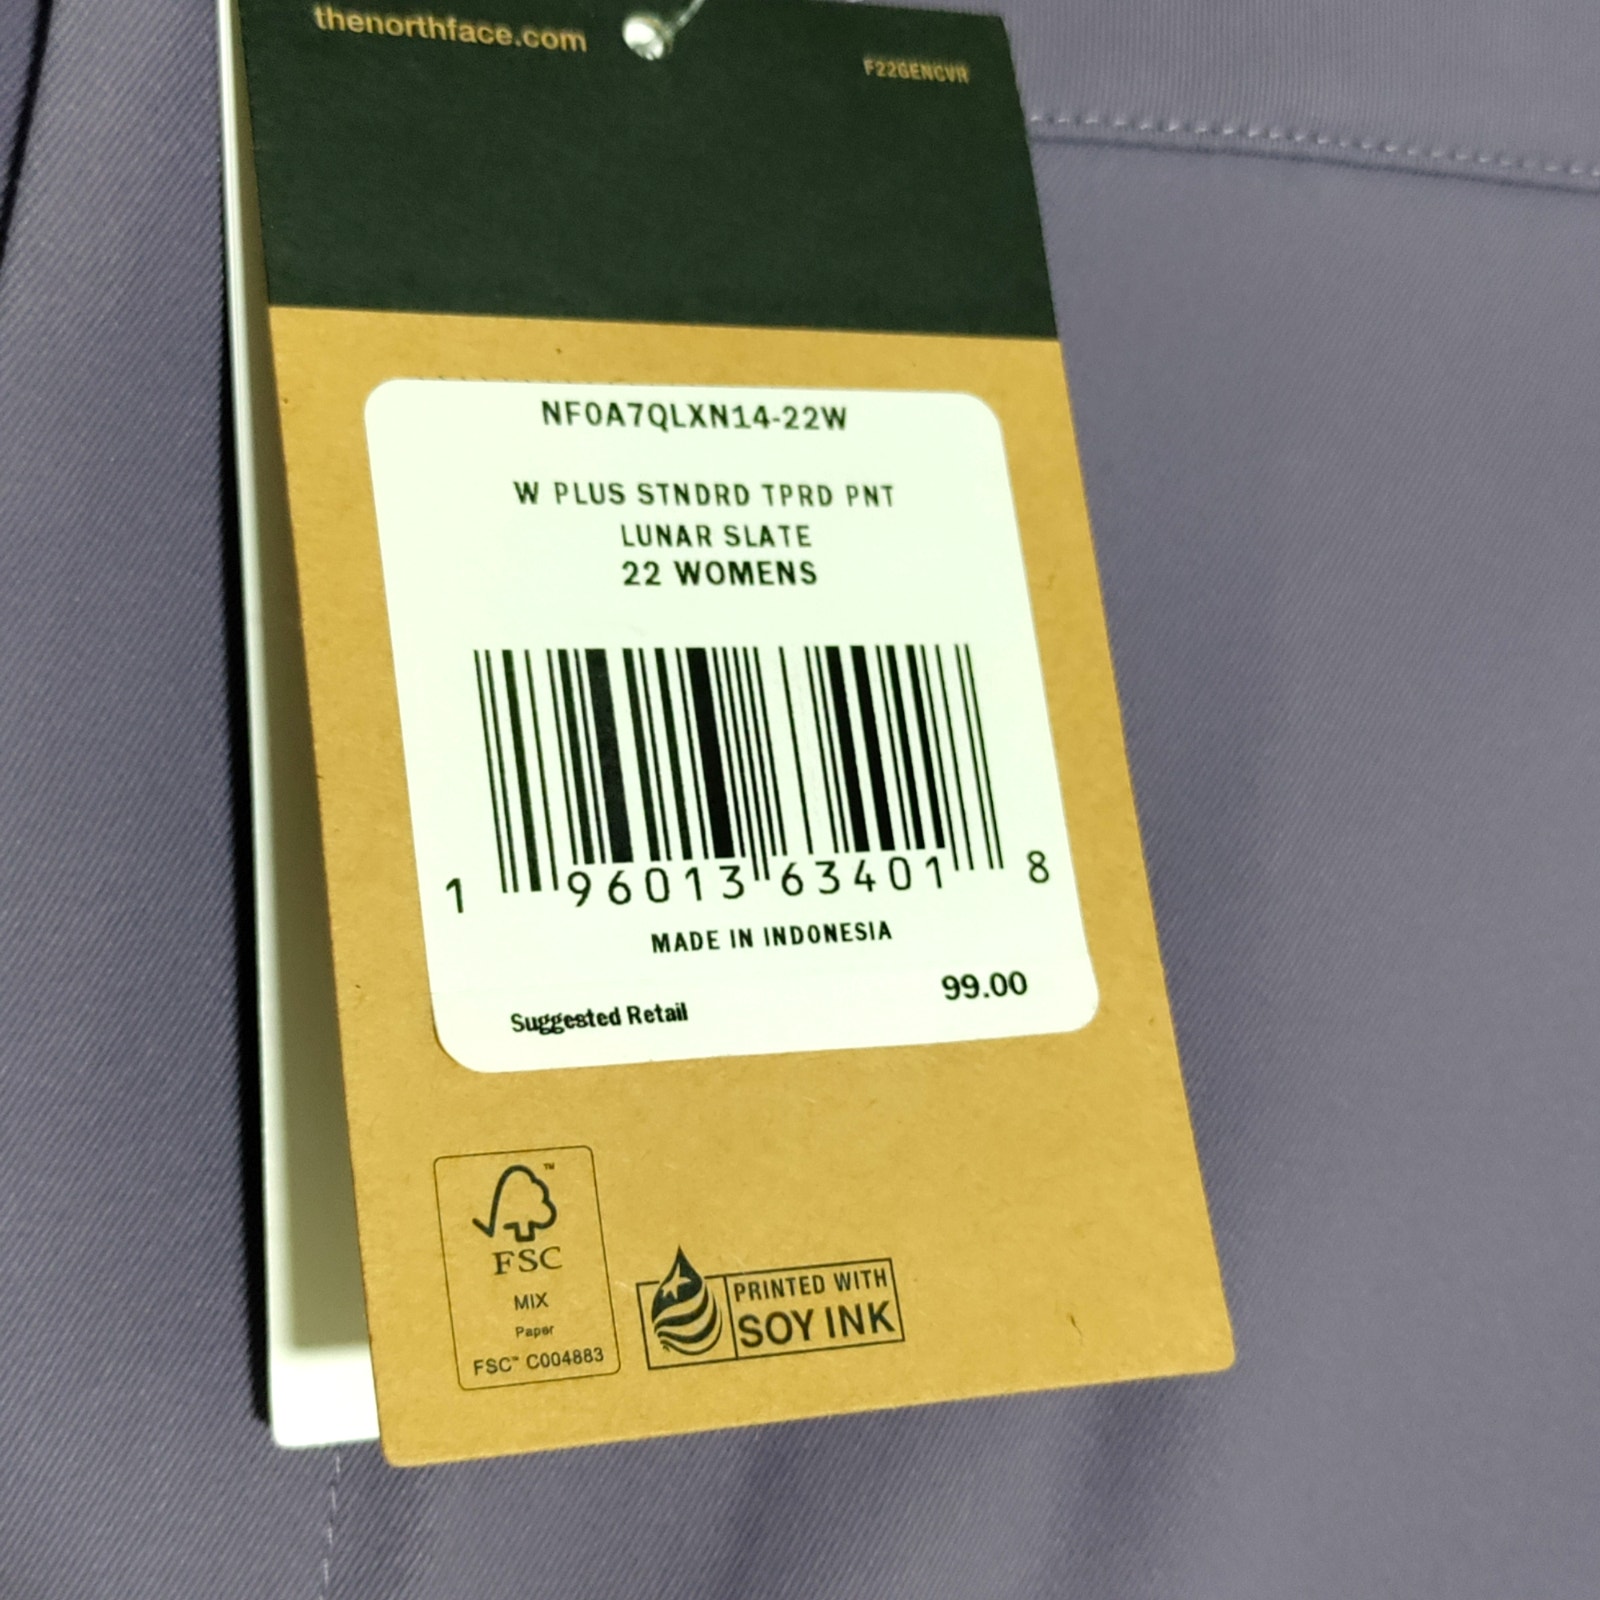 thenorthface.com
F22GENCVR
NF0A7QLXN14-22W
W PLUS STNDRD TPRD PNT
LUNAR SLATE
22 WOMENS
1 96013 63401 8
MADE IN INDONESIA
Suggested Retail 99.00
FSC™
MIX
Paper
FSC™ C004883
PRINTED WITH
SOY INK